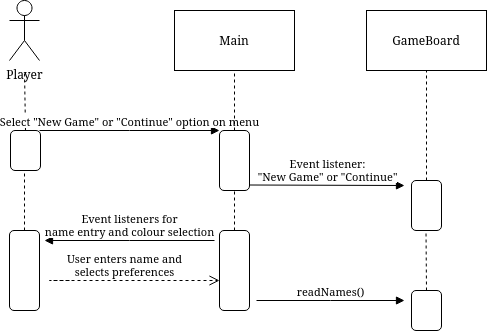 Player
Main
GameBoard
Select "New Game" or "Continue" option on menu
Event listener:
"New Game" or "Continue"
Event listeners for
name entry and colour selection
User enters name and
selects preferences
readNames()